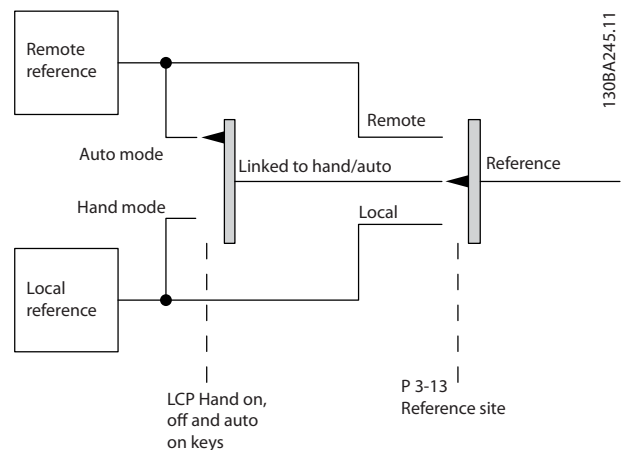 Remote
reference
130BA245.11
Remote
Auto mode
Linked to hand/auto
Reference
Hand mode
Local
Local
reference
LCP Hand on,
off and auto
on keys
P 3-13
Reference site